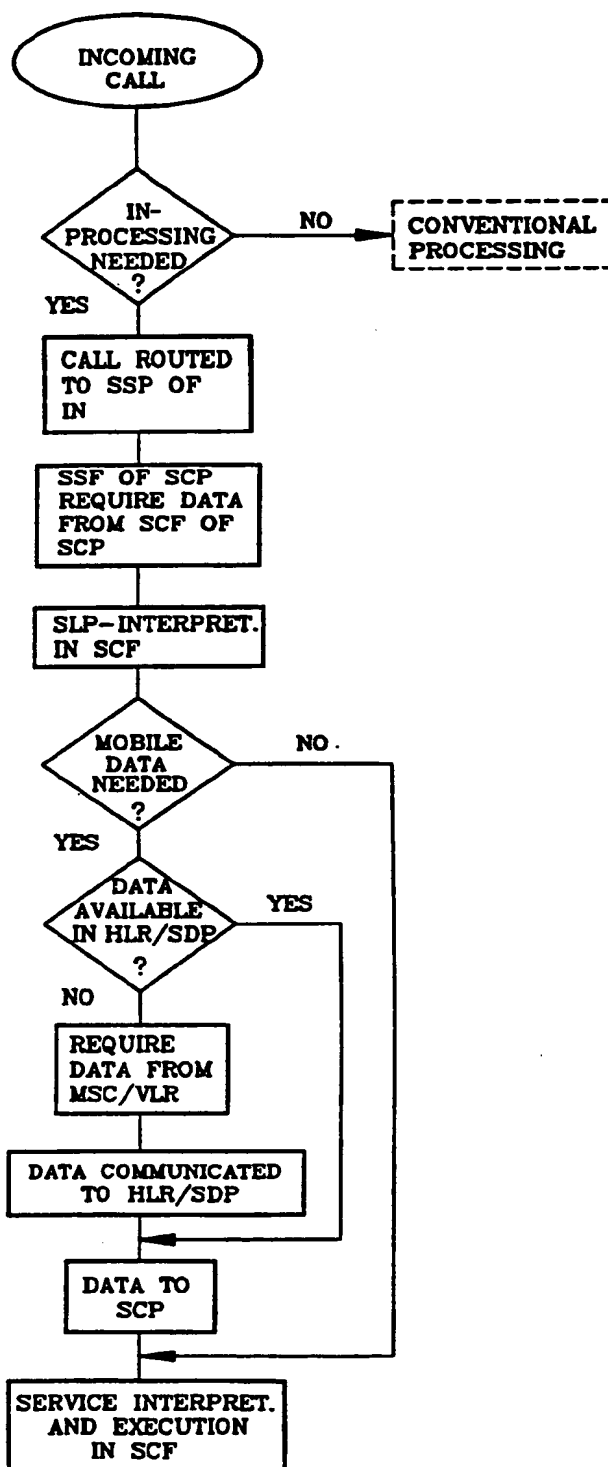 INCOMING
CALL
IN-
PROCESSING
NEEDED
?
NO
CONVENTIONAL
PROCESSING
YES
CALL ROUTED
TO SSP OF
IN
SSF OF SCP
REQUIRE DATA
FROM SCF OF
SCP
SLP-INTERPRET.
IN SCF
MOBILE
DATA
NEEDED
?
NO.
YES
DATA
AVAILABLE
IN HLR/SDP
?
YES
NO
REQUIRE
DATA FROM
MSC/VLR
DATA COMMUNICATED
TO HLR/SDP
DATA TO
SCP
SERVICE INTERPRET.
AND EXECUTION
IN SCF